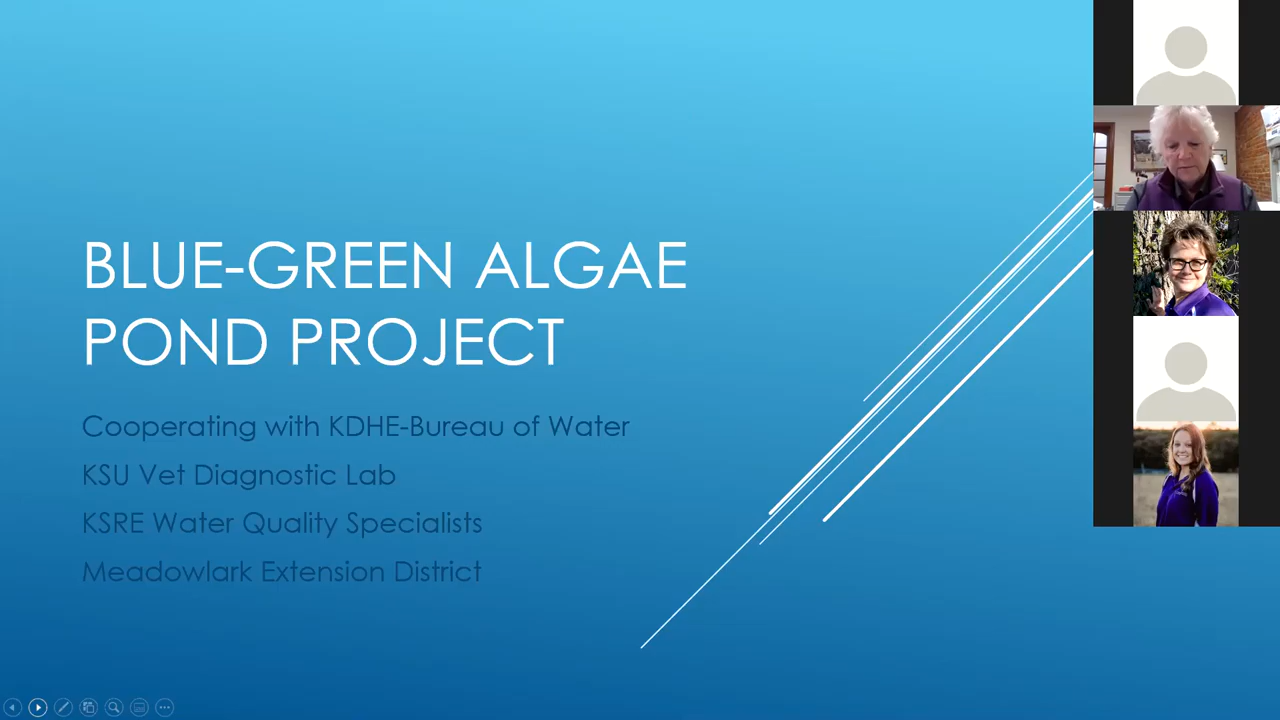 BLUE-GREEN ALGAE
POND PROJECT
Cooperating with KDHE-Bureau of Water
KSU Vet Diagnostic Lab
KSRE Water Quality Specialists
Meadowlark Extension District